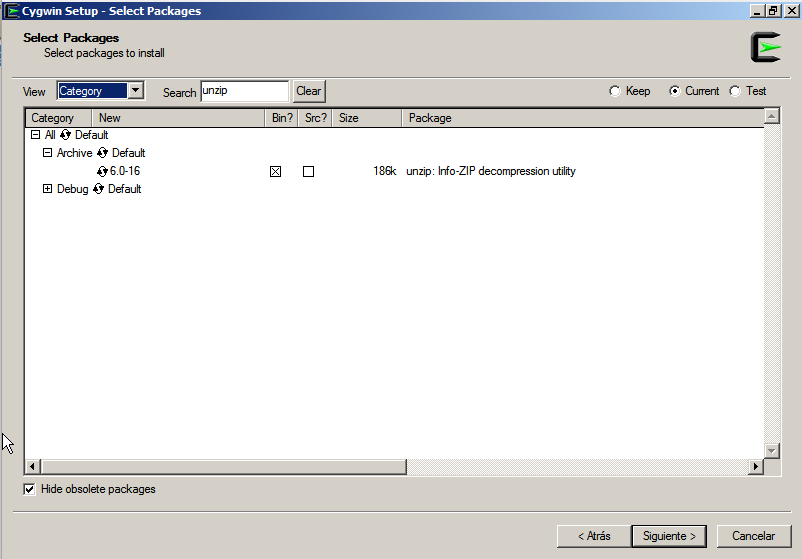 Cygwin Setup - Select Packages
Select Packages
Select packages to install
View Category Search unzip Clear Keep Current Test
Category New Bin? Src? Size Package
All Default
Archive Default
6.0-16 186k unzip: Info-ZIP decompression utility
Debug Default
Hide obsolete packages
< Atrás Siguiente > Cancelar